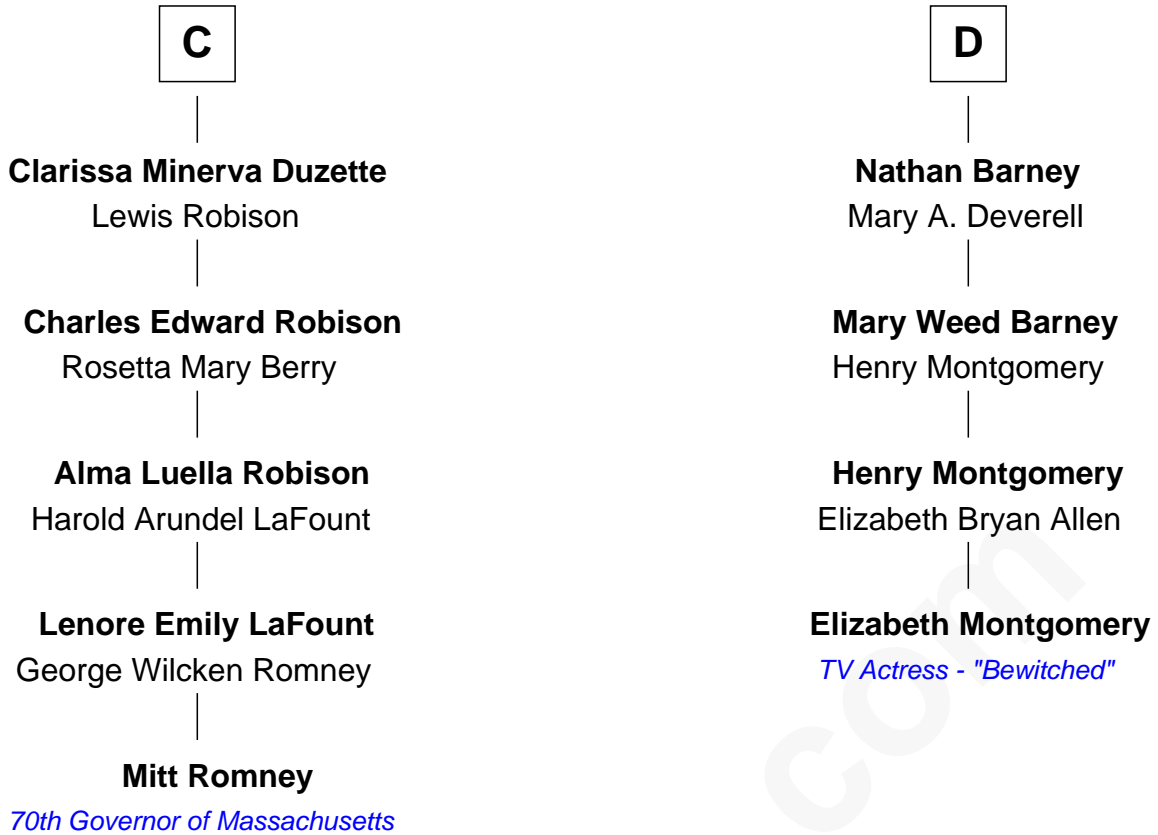 C
Clarissa Minerva Duzette
Lewis Robison
Charles Edward Robison
Rosetta Mary Berry
Alma Luella Robison
Harold Arundel LaFount
Lenore Emily LaFount
George Wilcken Romney
Mitt Romney
70th Governor of Massachusetts
D
Nathan Barney
Mary A. Deverell
Mary Weed Barney
Henry Montgomery
Henry Montgomery
Elizabeth Bryan Allen
Elizabeth Montgomery
TV Actress - "Bewitched"
com